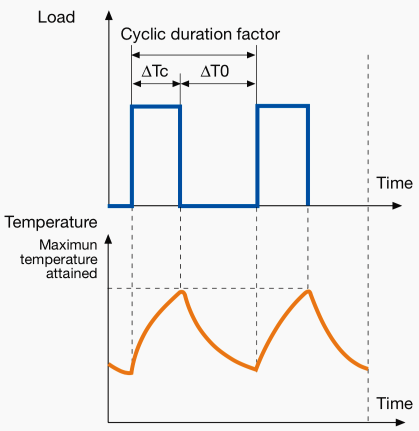 Load
Cyclic duration factor
ΔTc
ΔT0
Time
Temperature
Maximun
temperature
attained
Time